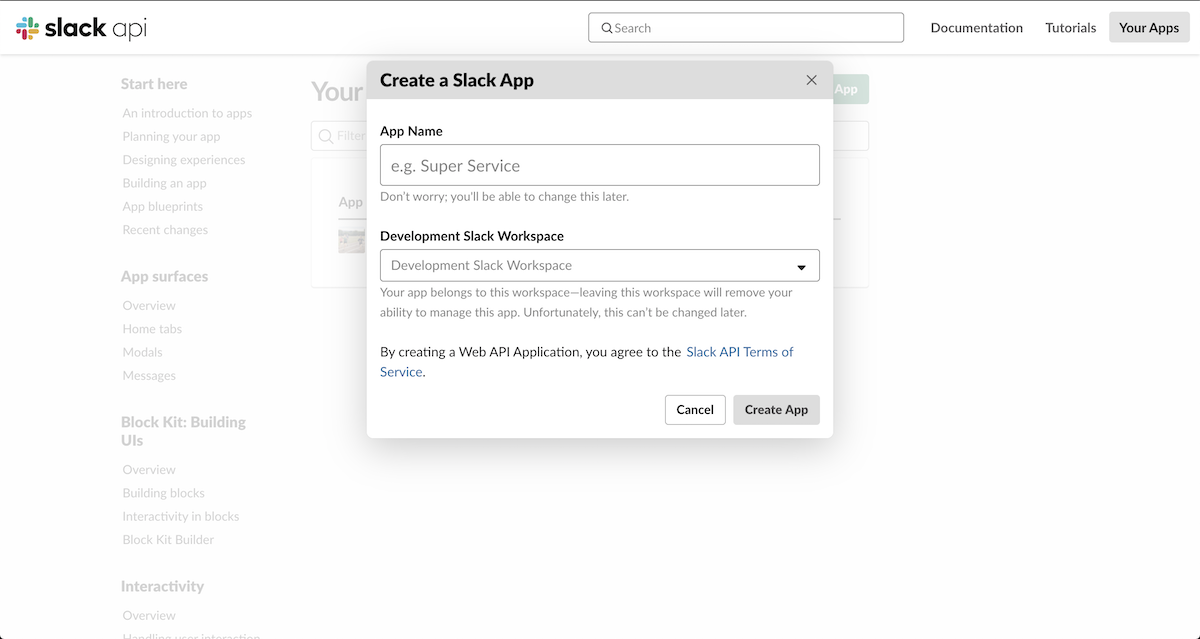 slack api
Search
Documentation
Tutorials
Your Apps
Start here
An introduction to apps
Planning your app
Designing experiences
Building an app
App blueprints
Recent changes
App surfaces
Overview
Home tabs
Modals
Messages
Block Kit: Building
UIs
Overview
Building blocks
Interactivity in blocks
Block Kit Builder
Interactivity
Overview
Handling user interaction
Your
App
Filter
App
Create a Slack App
App Name
e.g. Super Service
Don't worry; you'll be able to change this later.
Development Slack Workspace
Development Slack Workspace
Your app belongs to this workspace—leaving this workspace will remove your
ability to manage this app. Unfortunately, this can't be changed later.
By creating a Web API Application, you agree to the Slack API Terms of
Service.
Cancel
Create App